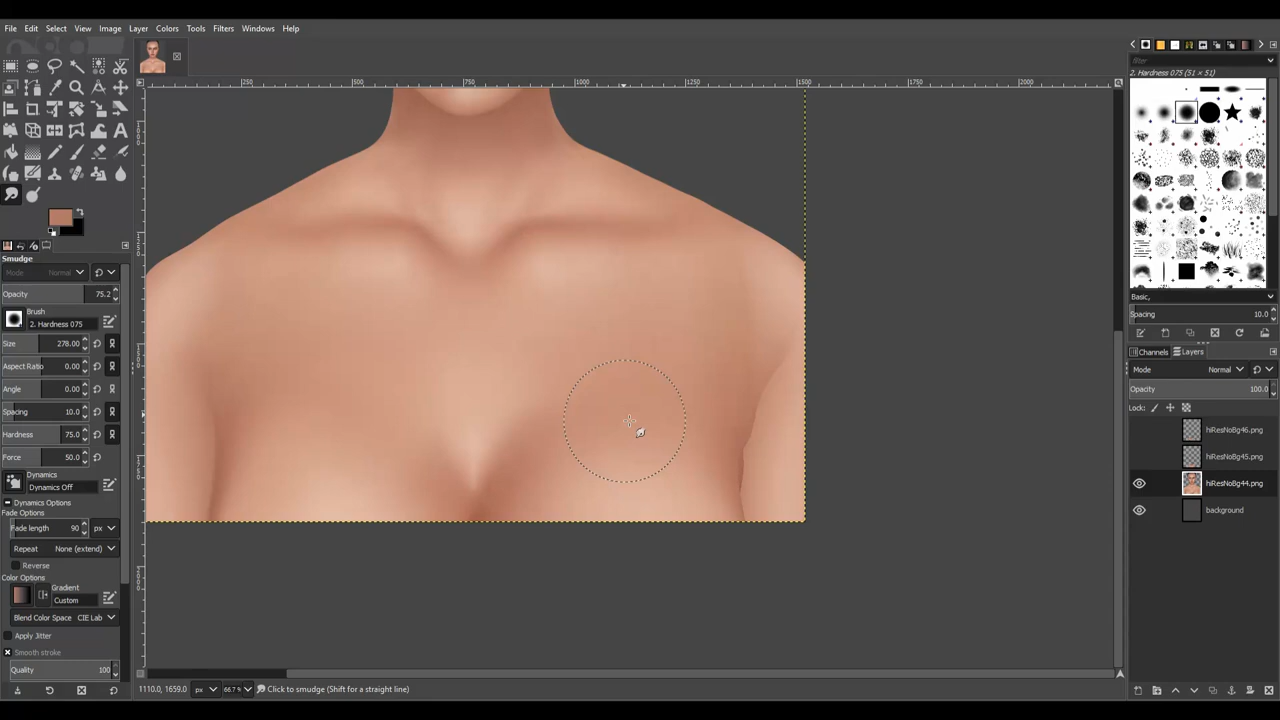 File Edit Select View Image Layer Colors Tools Filters Windows Help
filter
2. Hardness 075 (51 × 51)
250 500 750 1000 1250 1500 1750 2000
Smudge
Mode Normal
Opacity 75.2
Brush
2. Hardness 075
Size 278.00
Aspect Ratio 0.00
Angle 0.00
Spacing 10.0
Hardness 75.0
Force 50.0
Dynamics
Dynamics Off
Dynamics Options
Fade Options
Fade length 90 px
Repeat None (extend)
Reverse
Color Options
Gradient
Custom
Blend Color Space CIE Lab
Apply Jitter
Smooth stroke
Quality 100
Basic,
Spacing 10.0
Channels Layers
Mode Normal
Opacity 100.0
Lock:
hiResNoBg46.png
hiResNoBg45.png
hiResNoBg44.png
background
1110.0, 1659.0 px 66.7 % Click to smudge (Shift for a straight line)